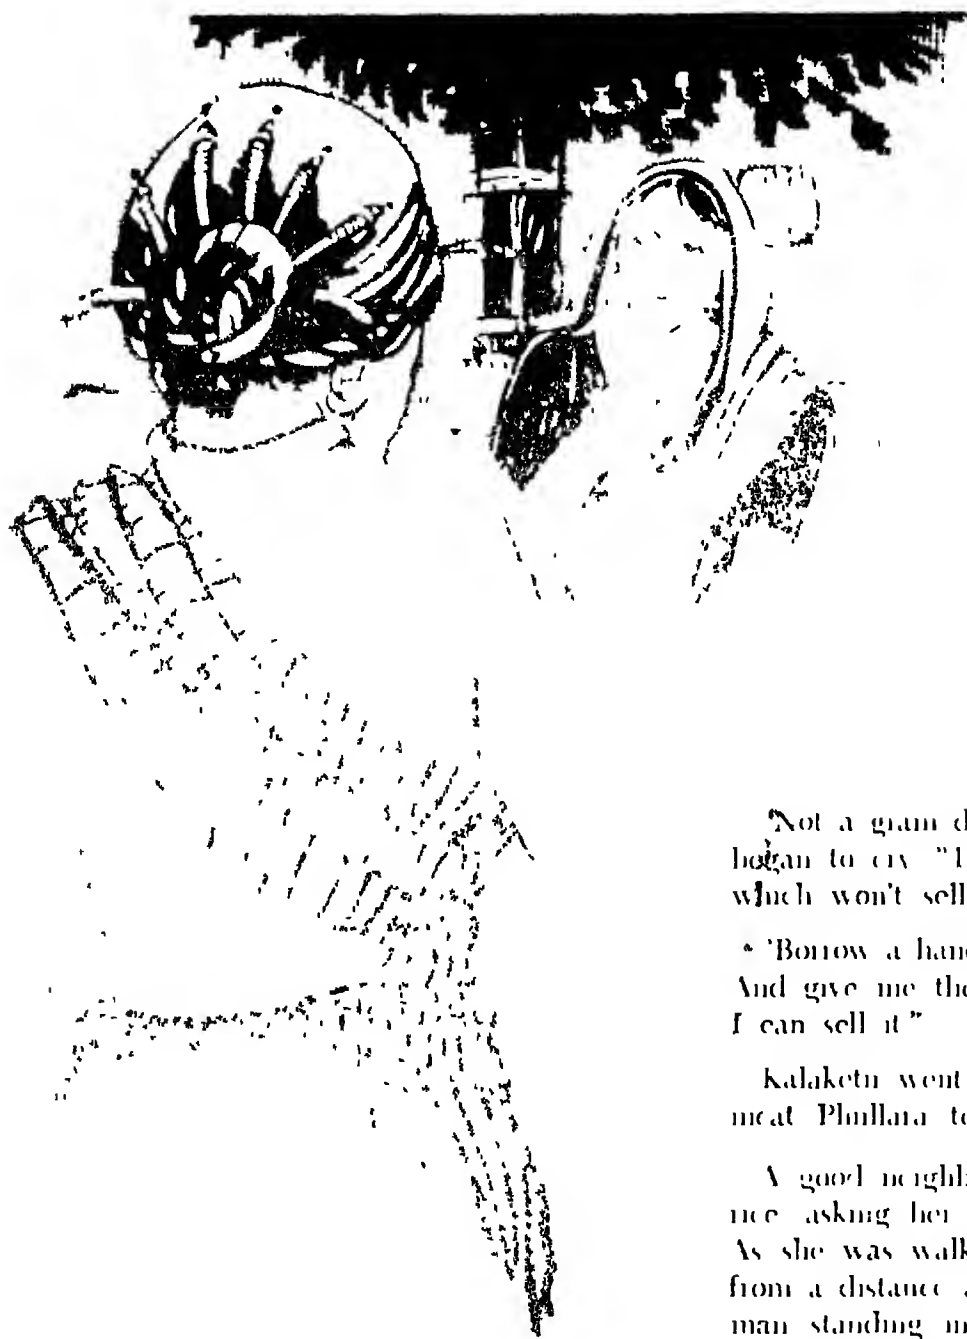 "Not a grain d
began to cry "I
which won't sell
"Borrow a hand
And give me the
I can sell it"
Kalaketu went
meat Phullara to
A good neighb
rice asking her
As she was walk
from a distance a
man standing in